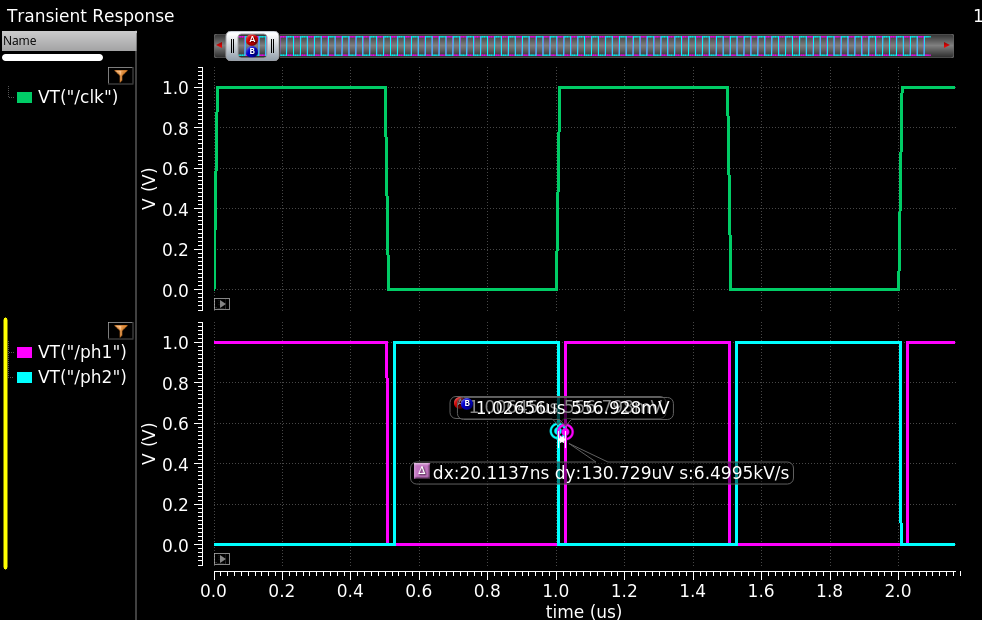 Transient Response
1
Name
A
B
VT("/clk")
V (V)
1.0
0.8
0.6
0.4
0.2
0.0
VT("/ph1")
VT("/ph2")
V (V)
1.0
0.8
0.6
0.4
0.2
0.0
B
1.02656us 556.928mV
Δ dx:20.1137ns dy:130.729uV s:6.4995kV/s
0.0 0.2 0.4 0.6 0.8 1.0 1.2 1.4 1.6 1.8 2.0
time (us)